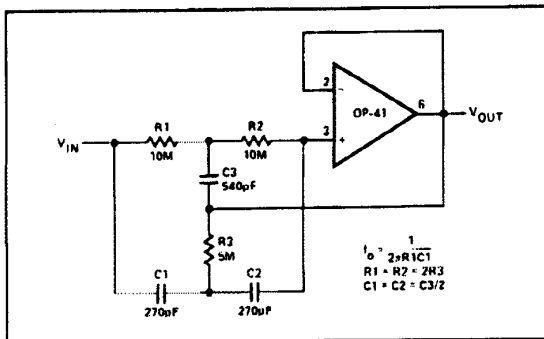 2
-
OP-41
6
VOUT
3
+
VIN
R1
10M
R2
10M
C3
540pF
R3
5M
C1
270pF
C2
270pF
fo = 1
2πR1C1
R1 = R2 = 2R3
C1 = C2 = C3/2